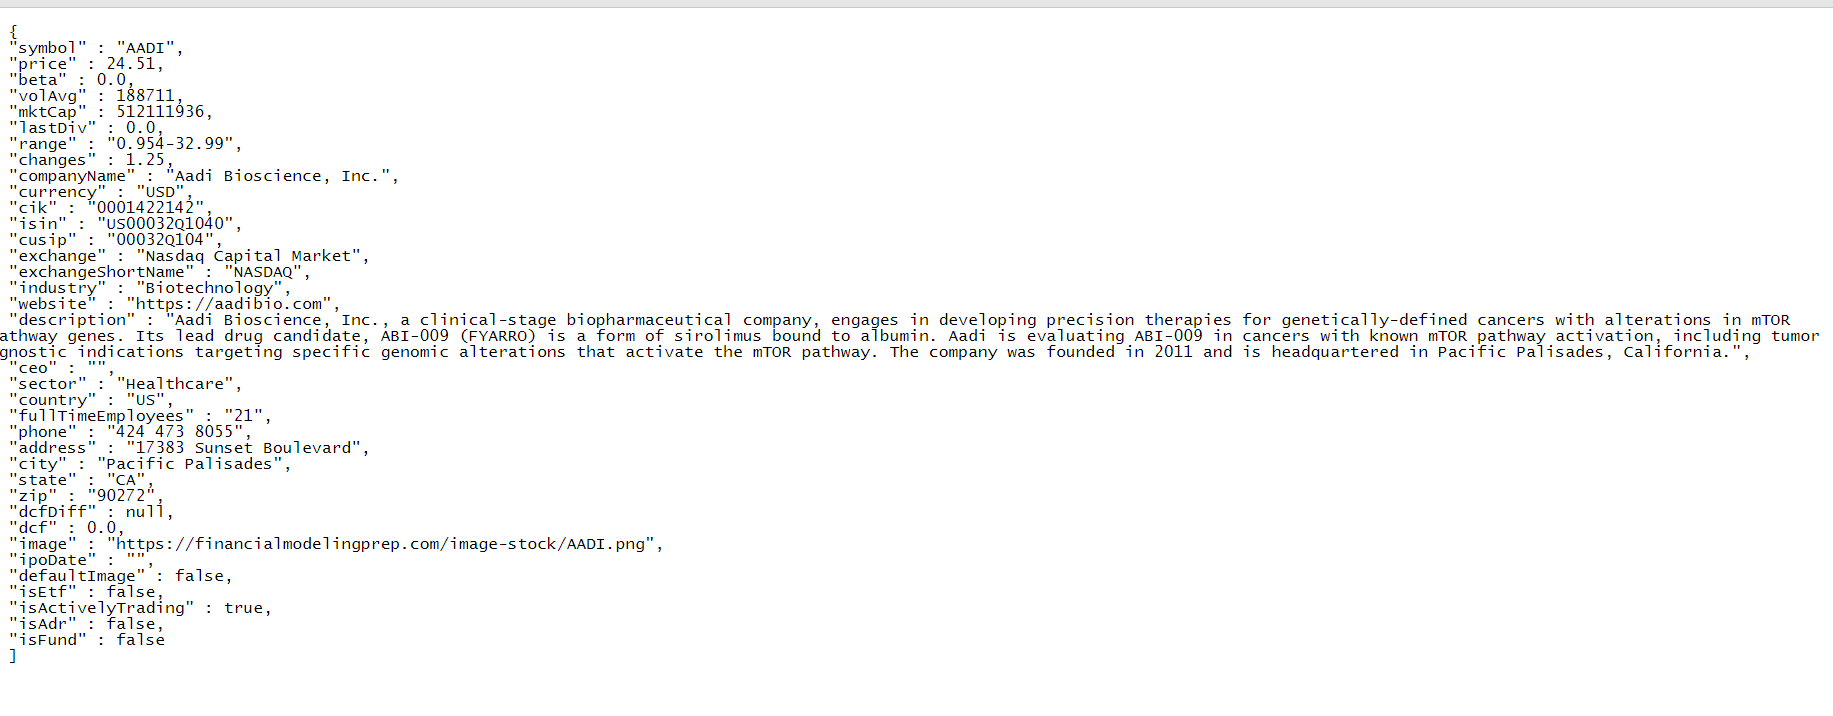 {
"symbol" : "AADI",
"price" : 24.51,
"beta" : 0.0,
"volAvg" : 188711,
"mktCap" : 512111936,
"lastDiv" : 0.0,
"range" : "0.954-32.99",
"changes" : 1.25,
"companyName" : "Aadi Bioscience, Inc.",
"currency" : "USD",
"cik" : "0001422142",
"isin" : "US00032Q1040",
"cusip" : "00032Q104",
"exchange" : "Nasdaq Capital Market",
"exchangeShortName" : "NASDAQ",
"industry" : "Biotechnology",
"website" : "https://aadibio.com",
"description" : "Aadi Bioscience, Inc., a clinical-stage biopharmaceutical company, engages in developing precision therapies for genetically-defined cancers with alterations in mTOR
athway genes. Its lead drug candidate, ABI-009 (FYARRO) is a form of sirolimus bound to albumin. Aadi is evaluating ABI-009 in cancers with known mTOR pathway activation, including tumor
gnostic indications targeting specific genomic alterations that activate the mTOR pathway. The company was founded in 2011 and is headquartered in Pacific Palisades, California.",
"ceo" : "",
"sector" : "Healthcare",
"country" : "US",
"fullTimeEmployees" : "21",
"phone" : "424 473 8055",
"address" : "17383 Sunset Boulevard",
"city" : "Pacific Palisades",
"state" : "CA",
"zip" : "90272",
"dcfDiff" : null,
"dcf" : 0.0,
"image" : "https://financialmodelingprep.com/image-stock/AADI.png",
"ipoDate" : "",
"defaultImage" : false,
"isEtf" : false,
"isActivelyTrading" : true,
"isAdr" : false,
"isFund" : false
]